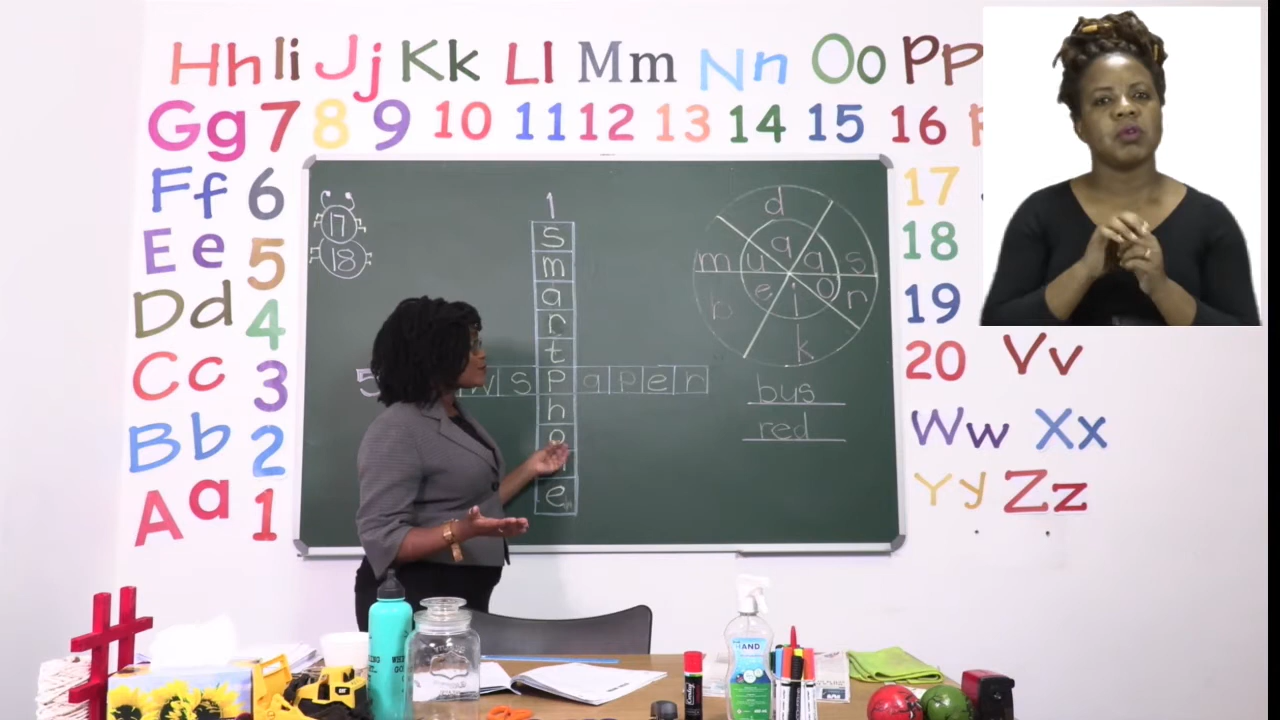 Hh Ii Jj Kk Ll Mm Nn Oo Pp
Gg 7 8 9 10 11 12 13 14 15 16
Ff 6 17
Ee 5 18
Dd 4 19
Cc 3 20 Vv
Bb 2 Ww Xx
Aa 1 Yy Zz
17
18
1
s
m
a
r
t
p
h
o
e
5
w s p a p e r
d
a
m u a s
b e i o n
k
bus
red
CAT